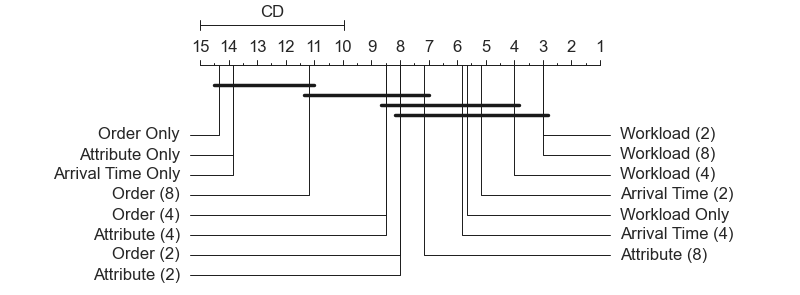 CD
15 14 13 12 11 10 9 8 7 6 5 4 3 2 1
Order Only
Attribute Only
Arrival Time Only
Order (8)
Order (4)
Attribute (4)
Order (2)
Attribute (2)
Workload (2)
Workload (8)
Workload (4)
Arrival Time (2)
Workload Only
Arrival Time (4)
Attribute (8)